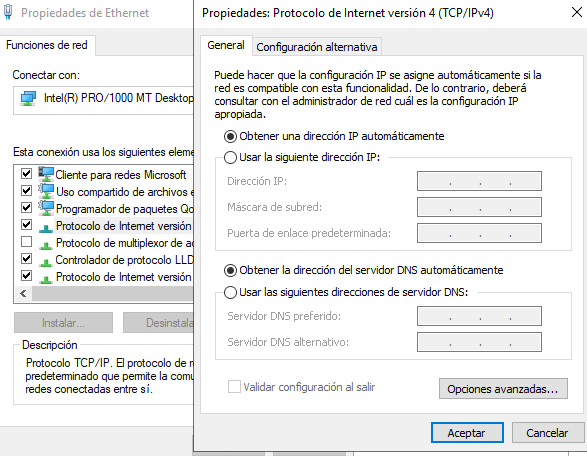 Propiedades de Ethernet
Funciones de red
Conectar con:
Intel(R) PRO/1000 MT Desktop
Esta conexión usa los siguientes eleme
Cliente para redes Microsoft
Uso compartido de archivos e
Programador de paquetes Qo
Protocolo de Internet versión
Protocolo de multiplexor de ad
Controlador de protocolo LLD
Protocolo de Internet versión
Instalar...
Desinstala
Descripción
Protocolo TCP/IP. El protocolo de r
predeterminado que permite la comu
redes conectadas entre sí.
Propiedades: Protocolo de Internet versión 4 (TCP/IPv4)
General
Configuración alternativa
Puede hacer que la configuración IP se asigne automáticamente si la
red es compatible con esta funcionalidad. De lo contrario, deberá
consultar con el administrador de red cuál es la configuración IP
apropiada.
Obtener una dirección IP automáticamente
Usar la siguiente dirección IP:
Dirección IP:
Máscara de subred:
Puerta de enlace predeterminada:
Obtener la dirección del servidor DNS automáticamente
Usar las siguientes direcciones de servidor DNS:
Servidor DNS preferido:
Servidor DNS alternativo:
Validar configuración al salir
Opciones avanzadas...
Aceptar
Cancelar